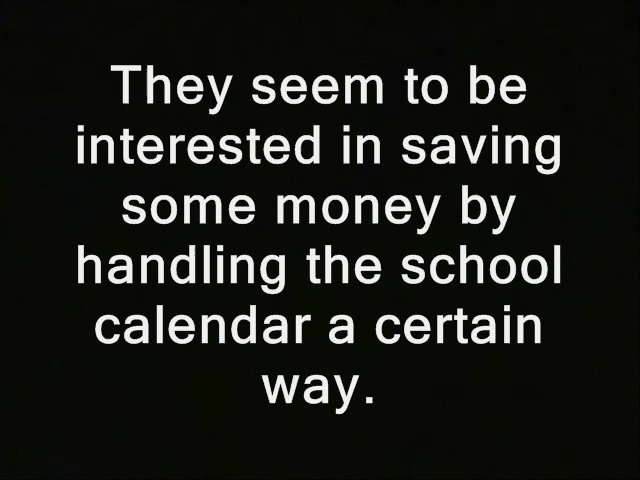 They seem to be
interested in saving
some money by
handling the school
calendar a certain
way.